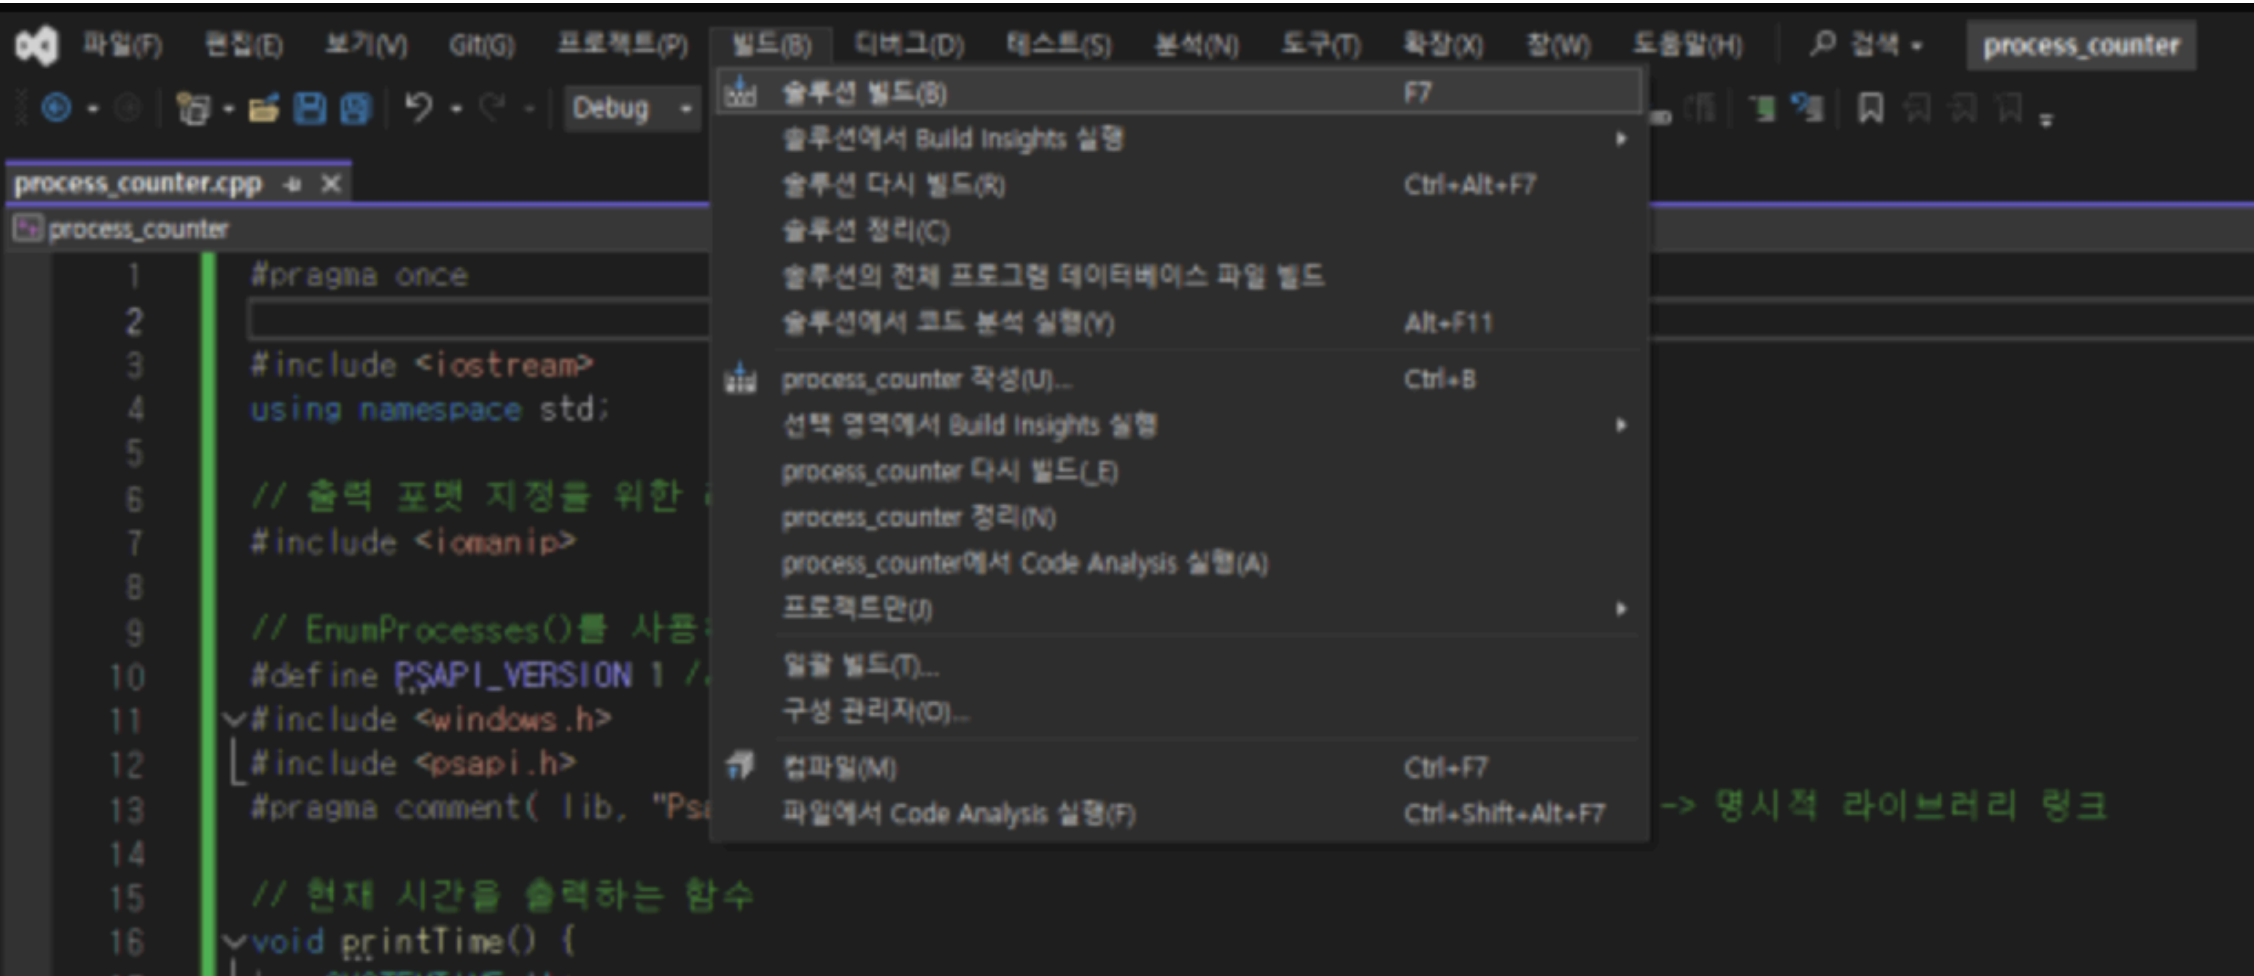 파일(F) 편집(E) 보기(V) Git(G) 프로젝트(P) 빌드(B) 디버그(D) 테스트(S) 분석(N) 도구(T) 확장(X) 창(W) 도움말(H) 검색 process_counter
Debug
process_counter.cpp
process_counter
솔루션 빌드(B) F7
솔루션에서 Build Insights 실행
솔루션 다시 빌드(R) Ctrl+Alt+F7
솔루션 정리(C)
솔루션의 전체 프로그램 데이터베이스 파일 빌드
솔루션에서 코드 분석 실행(Y) Alt+F11
process_counter 작성(U)... Ctrl+B
선택 영역에서 Build Insights 실행
process_counter 다시 빌드(_E)
process_counter 정리(N)
process_counter에서 Code Analysis 실행(A)
프로젝트만(J)
일괄 빌드(T)...
구성 관리자(O)...
컴파일(M) Ctrl+F7
파일에서 Code Analysis 실행(F) Ctrl+Shift+Alt+F7
1 #pragma once
2
3 #include <iostream>
4 using namespace std;
5
6 // 출력 포맷 지정을 위한
7 #include <iomanip>
8
9 // EnumProcesses()를 사용
10 #define PSAPI_VERSION 1 /
11 #include <windows.h>
12 #include <psapi.h>
13 #pragma comment( lib, "Psa -> 명시적 라이브러리 링크
14
15 // 현재 시간을 출력하는 함수
16 void printTime() {